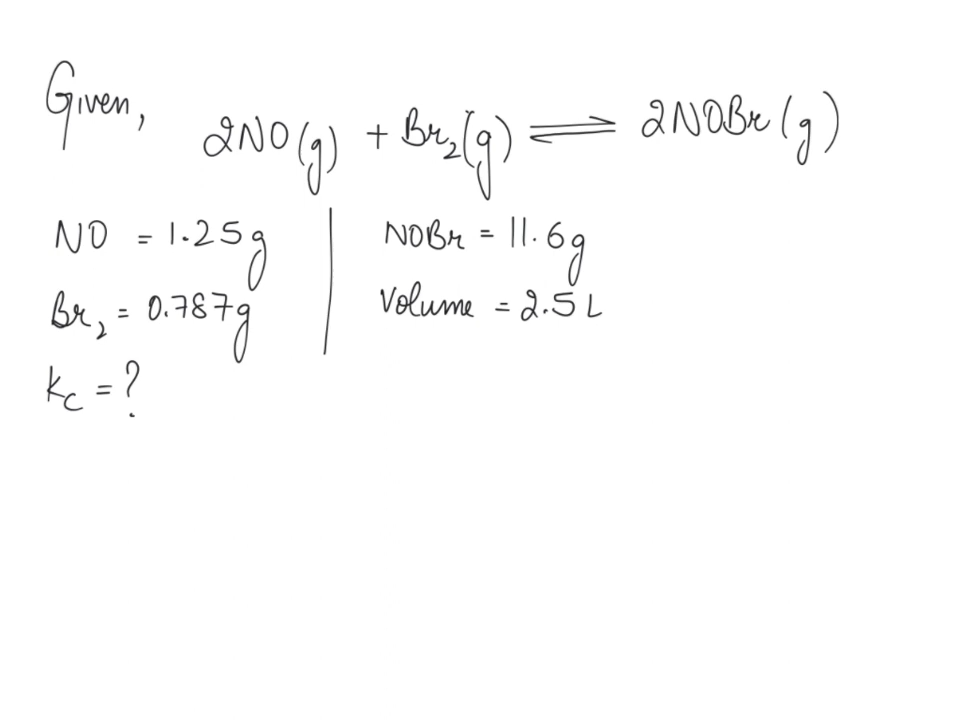 Given,
2NO(g) + Br₂(g) ⇌ 2NOBr(g)
NO = 1.25g
Br₂ = 0.787g
NOBr = 11.6g
Volume = 2.5 L
Kc = ?